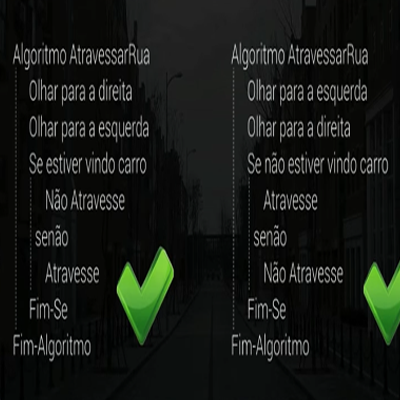 Algoritmo AtravessarRua
Olhar para a direita
Olhar para a esquerda
Se estiver vindo carro
Não Atravesse
senão
Atravesse
Fim-Se
Fim-Algoritmo
Algoritmo AtravessarRua
Olhar para a esquerda
Olhar para a direita
Se não estiver vindo carro
Atravesse
senão
Não Atravesse
Fim-Se
Fim-Algoritmo